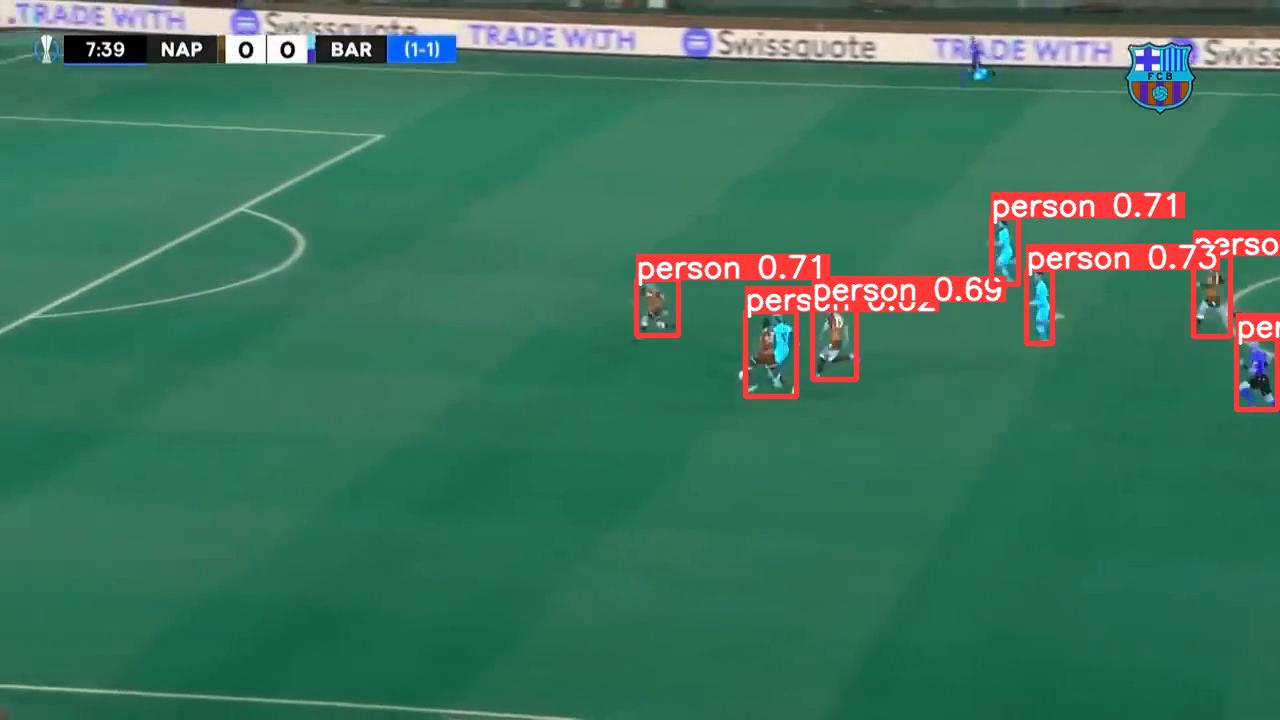 TRADE WITH Swissquote TRADE WITH Swissquote TRADE WITH Swiss
7:39 NAP 0 0 BAR (1-1)
FCB
person 0.71
person 0.73
person 0.71
person 0.69